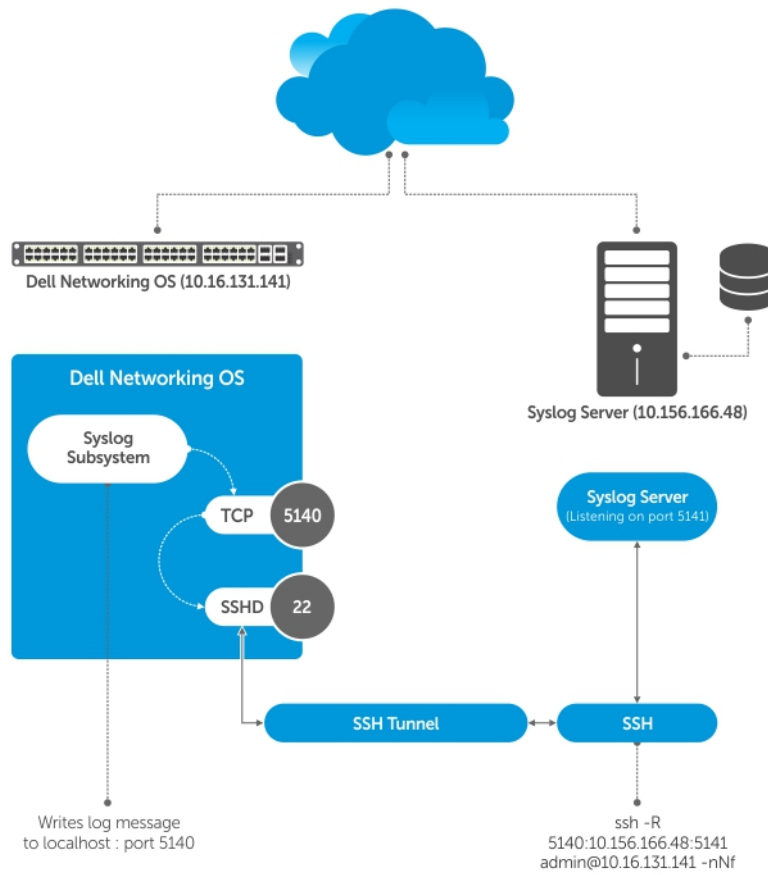 Dell Networking OS (10.16.131.141)
Syslog Server (10.156.166.48)
Dell Networking OS
Syslog
Subsystem
TCP
5140
SSHD
22
Syslog Server
(Listening on port 5141)
SSH Tunnel
SSH
Writes log message
to localhost : port 5140
ssh -R
5140:10.156.166.48:5141
admin@10.16.131.141 -nNf